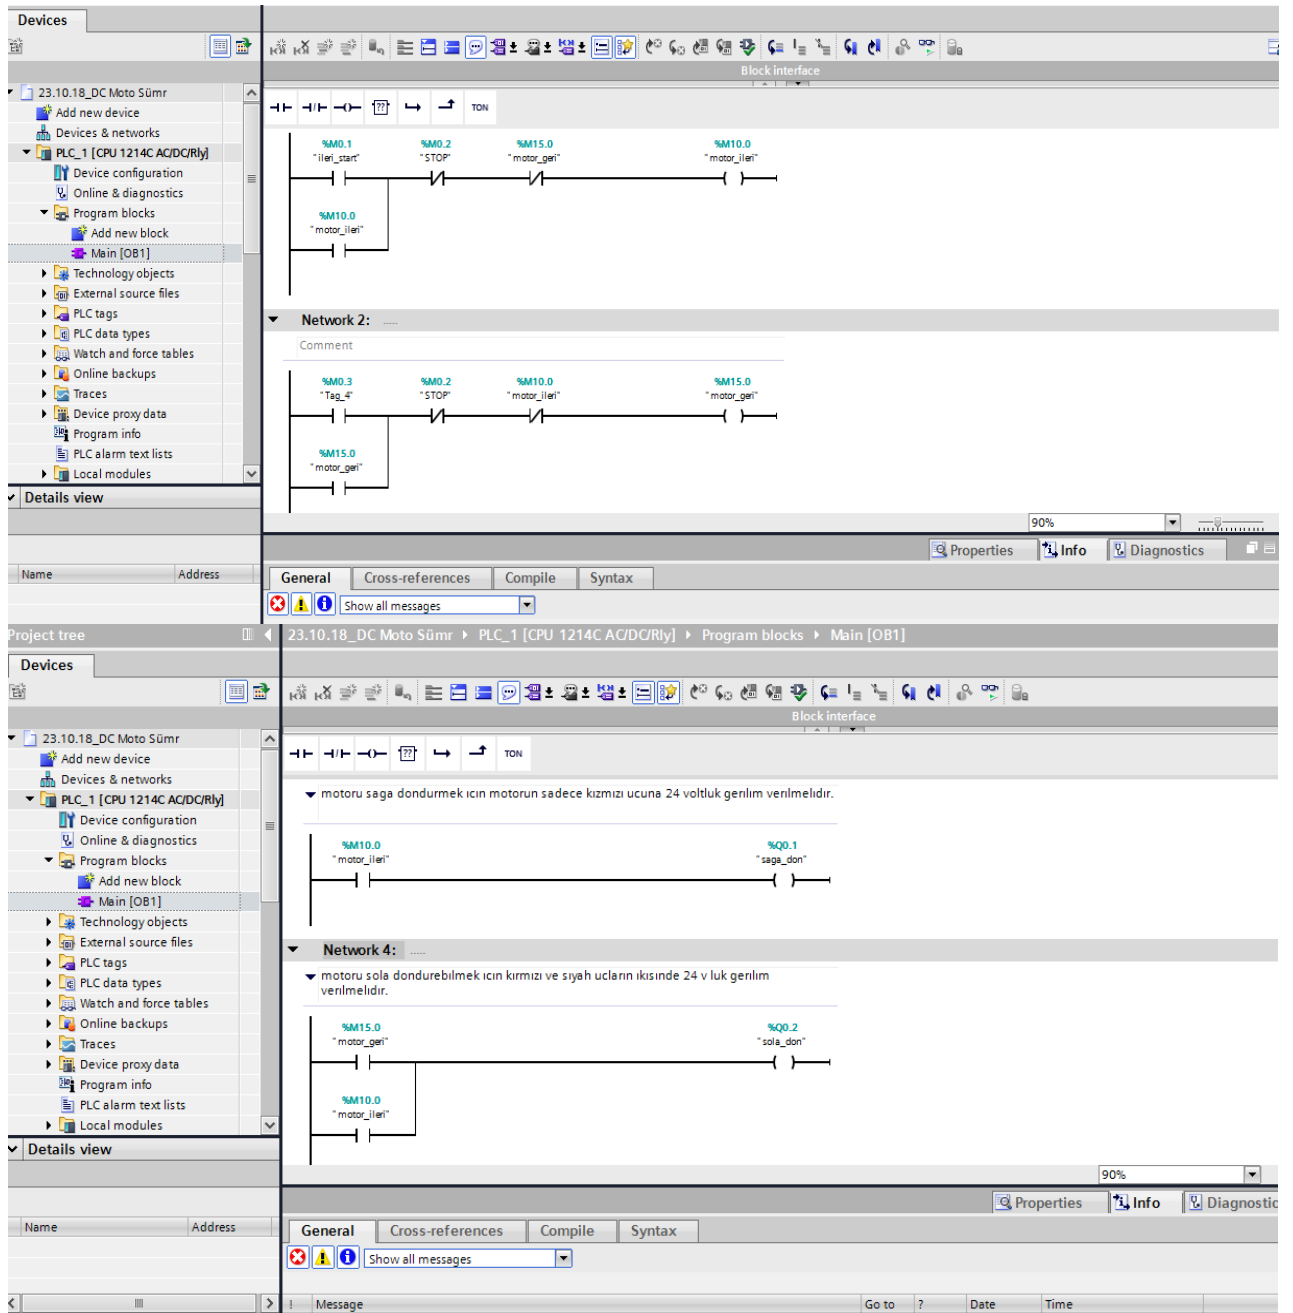 Devices
Block interface
23.10.18_DC Moto Sümr
Add new device
Devices & networks
PLC_1 [CPU 1214C AC/DC/Rly]
Device configuration
Online & diagnostics
Program blocks
Add new block
Main [OB1]
Technology objects
External source files
PLC tags
PLC data types
Watch and force tables
Online backups
Traces
Device proxy data
Program info
PLC alarm text lists
Local modules
Details view
Name Address
?? TON
%M0.1 %M0.2 %M15.0 %M10.0
"ileri_start" "STOP" "motor_geri" "motor_ileri"
%M10.0
"motor_ileri"
Network 2: .....
Comment
%M0.3 %M0.2 %M10.0 %M15.0
"Tag_4" "STOP" "motor_ileri" "motor_geri"
%M15.0
"motor_geri"
90%
Properties Info Diagnostics
General Cross-references Compile Syntax
Show all messages
Project tree
23.10.18_DC Moto Sümr PLC_1 [CPU 1214C AC/DC/Rly] Program blocks Main [OB1]
Devices
Block interface
23.10.18_DC Moto Sümr
Add new device
Devices & networks
PLC_1 [CPU 1214C AC/DC/Rly]
Device configuration
Online & diagnostics
Program blocks
Add new block
Main [OB1]
Technology objects
External source files
PLC tags
PLC data types
Watch and force tables
Online backups
Traces
Device proxy data
Program info
PLC alarm text lists
Local modules
Details view
Name Address
?? TON
motoru saga dondurmek ıcın motorun sadece kızmızı ucuna 24 voltluk gerılım verılmelıdır.
%M10.0 %Q0.1
"motor_ileri" "saga_don"
Network 4: .....
motoru sola dondurebılmek ıcın kırmızı ve sıyah ucların ıkısınde 24 v luk gerılım
verılmelıdır.
%M15.0 %Q0.2
"motor_geri" "sola_don"
%M10.0
"motor_ileri"
90%
Properties Info Diagnostic
General Cross-references Compile Syntax
Show all messages
! Message Go to ? Date Time